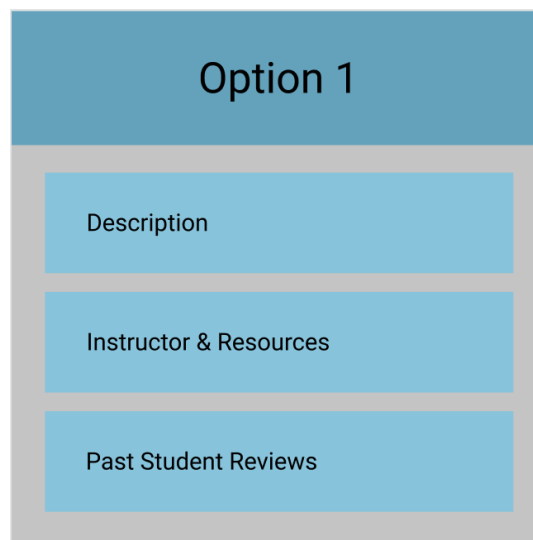 Option 1
Description
Instructor & Resources
Past Student Reviews